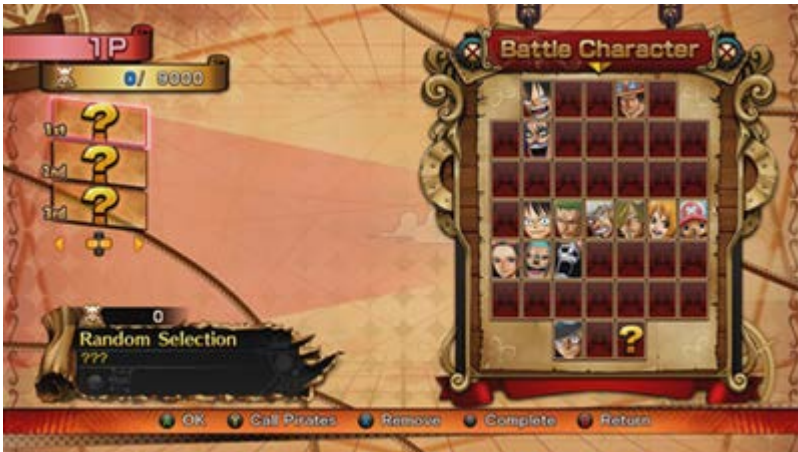 1P
0/ 9000
1st
2nd
3rd
Battle Character
0
Random Selection
???
OK
Call Pirates
Remove
Complete
Return